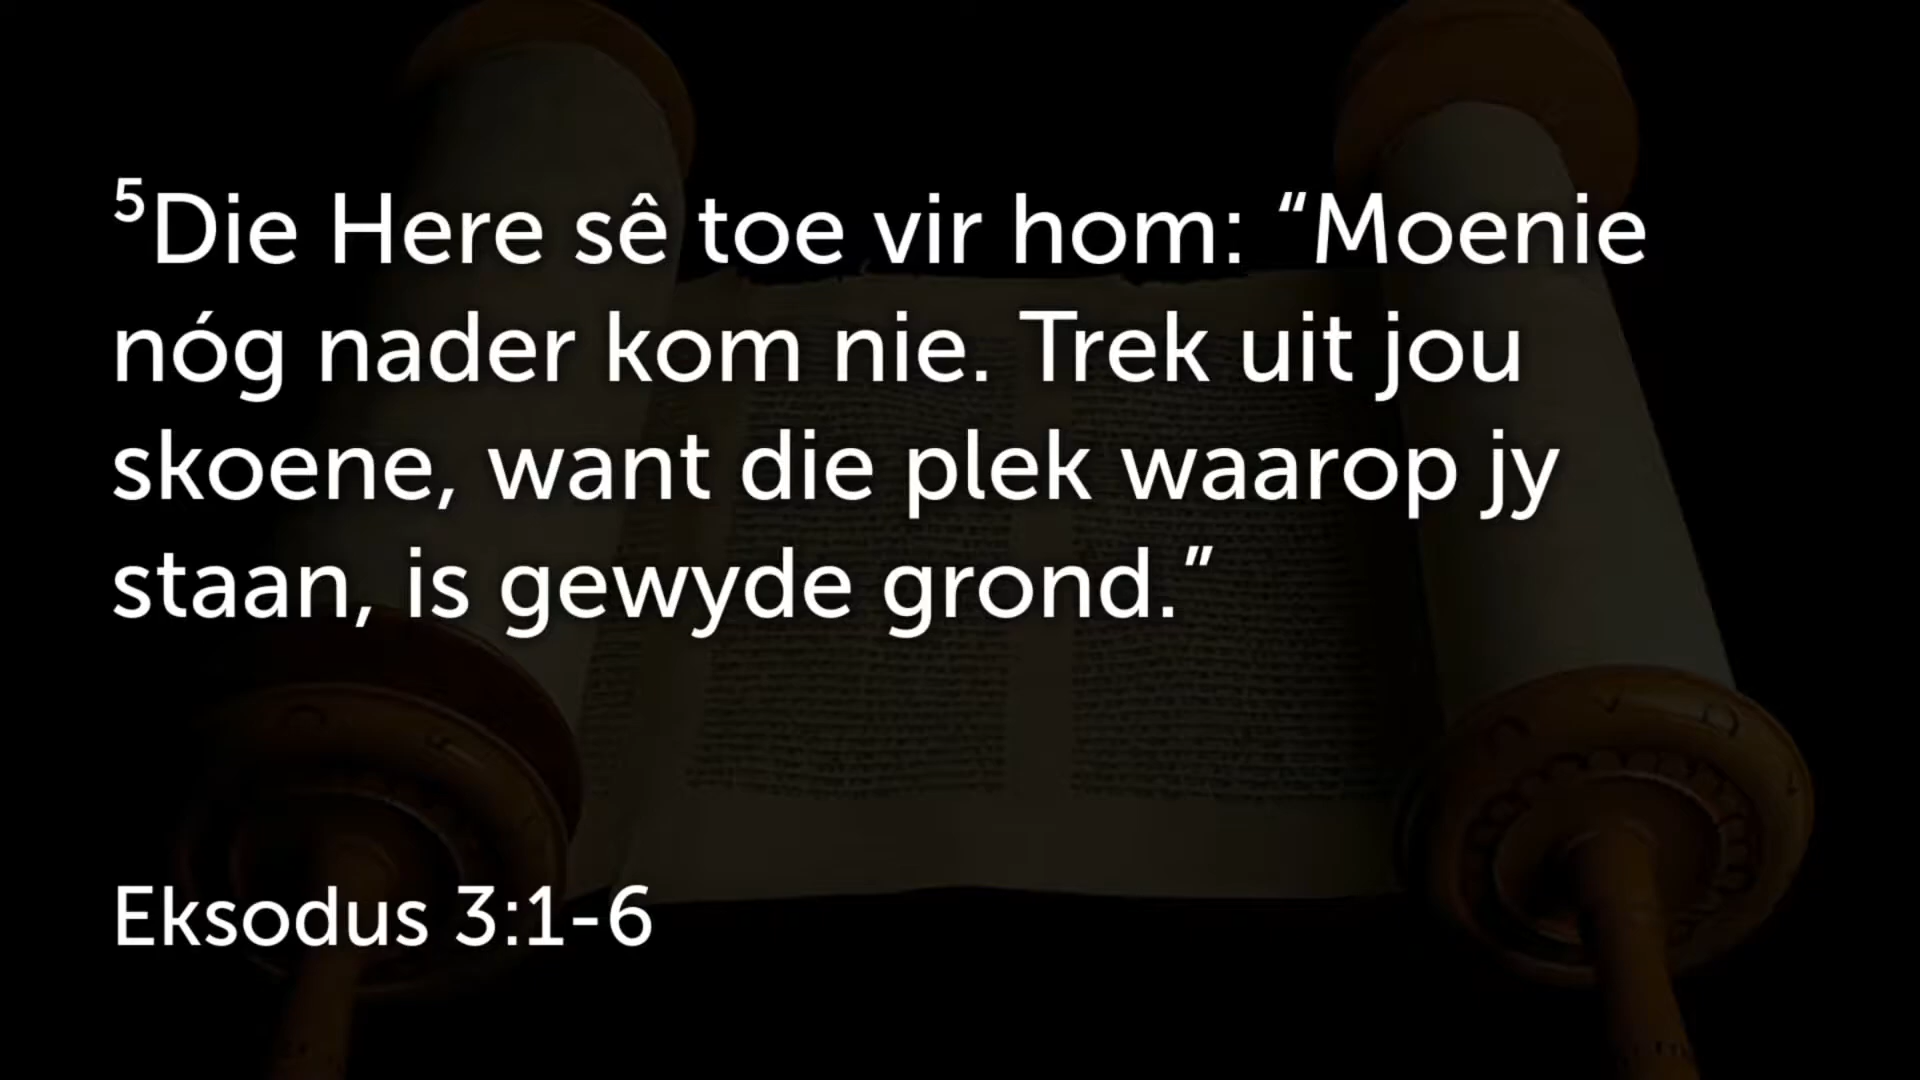 ⁵Die Here sê toe vir hom: “Moenie
nóg nader kom nie. Trek uit jou
skoene, want die plek waarop jy
staan, is gewyde grond.”
Eksodus 3:1-6